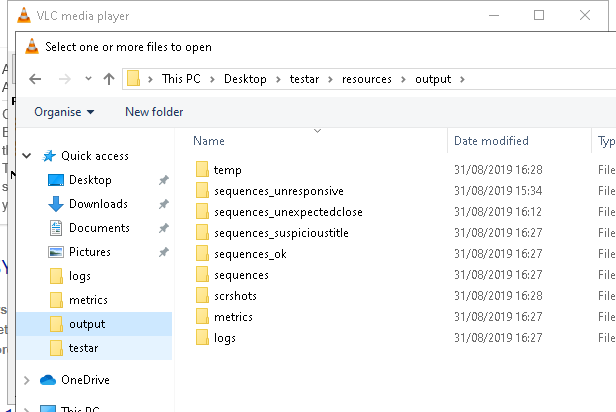 VLC media player
Select one or more files to open
This PC > Desktop > testar > resources > output >
Organise New folder
Name Date modified Typ
Quick access
Desktop
Downloads
Documents
Pictures
logs
metrics
output
testar
OneDrive
This PC
temp 31/08/2019 16:28 File
sequences_unresponsive 31/08/2019 15:34 File
sequences_unexpectedclose 31/08/2019 16:12 File
sequences_suspicioustitle 31/08/2019 16:27 File
sequences_ok 31/08/2019 16:27 File
sequences 31/08/2019 16:27 File
scrshots 31/08/2019 16:28 File
metrics 31/08/2019 16:27 File
logs 31/08/2019 16:27 File